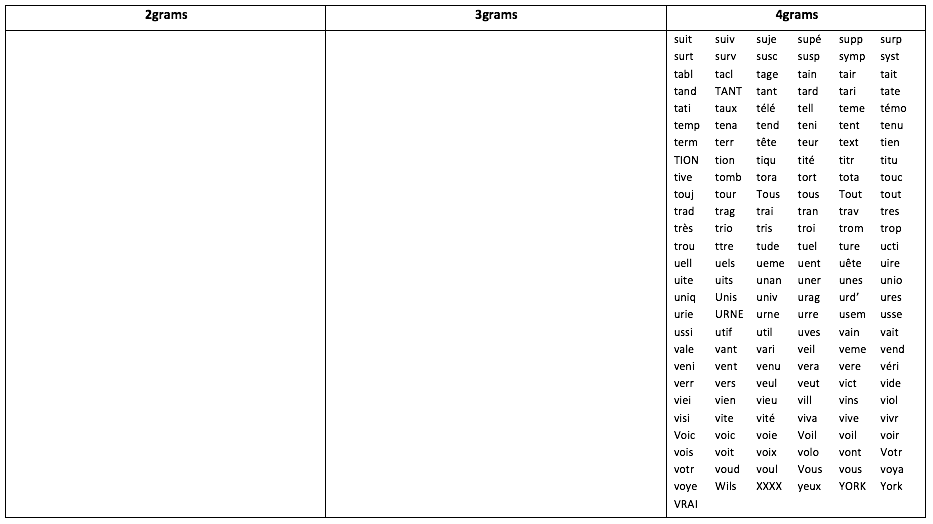 2grams 3grams 4grams
suit suiv suje supé supp surp
surt surv susc susp symp syst
tabl tacl tage tain tair tait
tand TANT tant tard tari tate
tati taux télé tell teme témo
temp tena tend teni tent tenu
term terr tête teur text tien
TION tion tiqu tité titr titu
tive tomb tora tort tota touc
touj tour Tous tous Tout tout
trad trag trai tran trav tres
très trio tris troi trom trop
trou ttre tude tuel ture ucti
uell uels ueme uent uête uire
uite uits unan uner unes unio
uniq Unis univ urag urd’ ures
urie URNE urne urre usem usse
ussi utif util uves vain vait
vale vant vari veil veme vend
veni vent venu vera vere véri
verr vers veul veut vict vide
viei vien vieu vill vins viol
visi vite vité viva vive vivr
Voic voic voie Voil voil voir
vois voit voix volo vont Votr
votr voud voul Vous vous voya
voye Wils XXXX yeux YORK York
VRAI